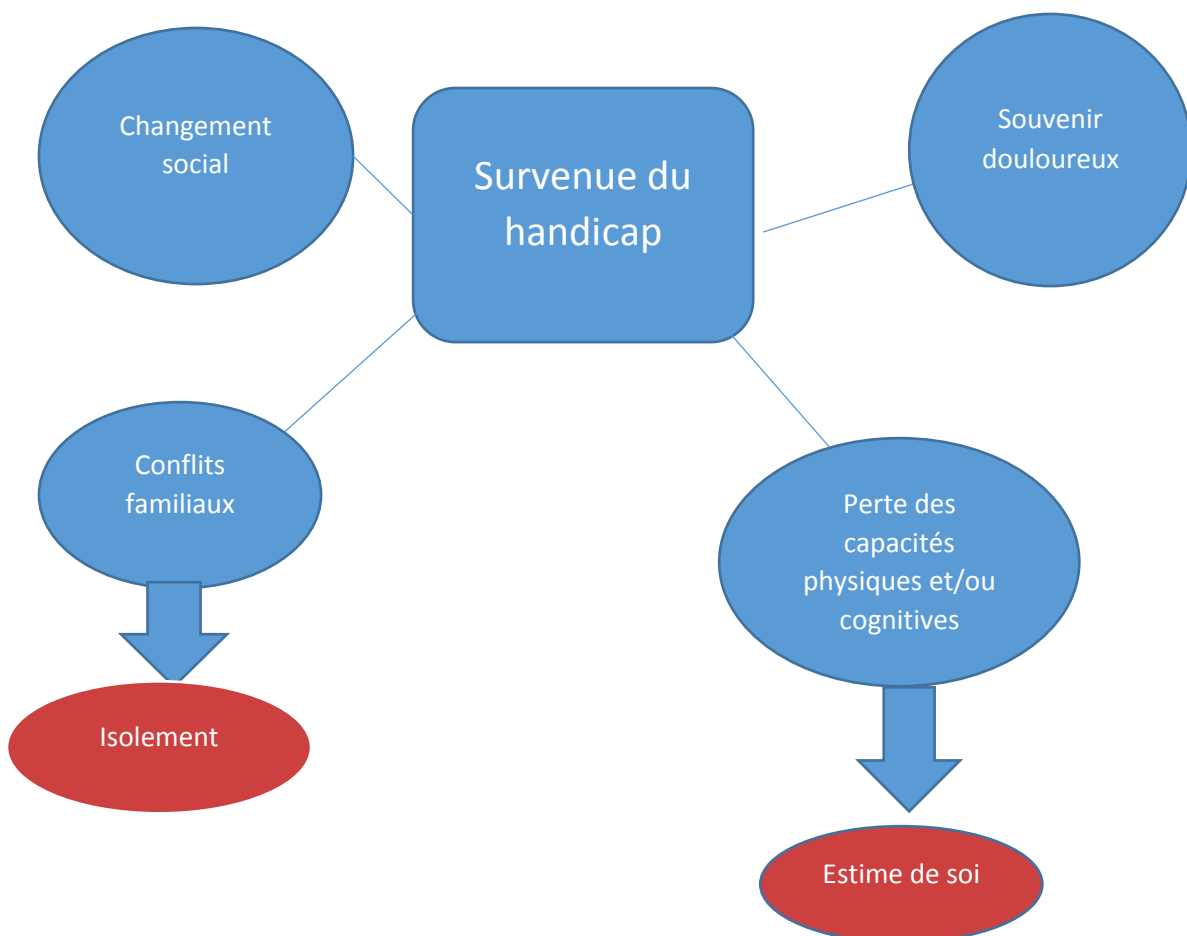 Changement
social
Survenue du
handicap
Souvenir
douloureux
Conflits
familiaux
Perte des
capacités
physiques et/ou
cognitives
Isolement
Estime de soi